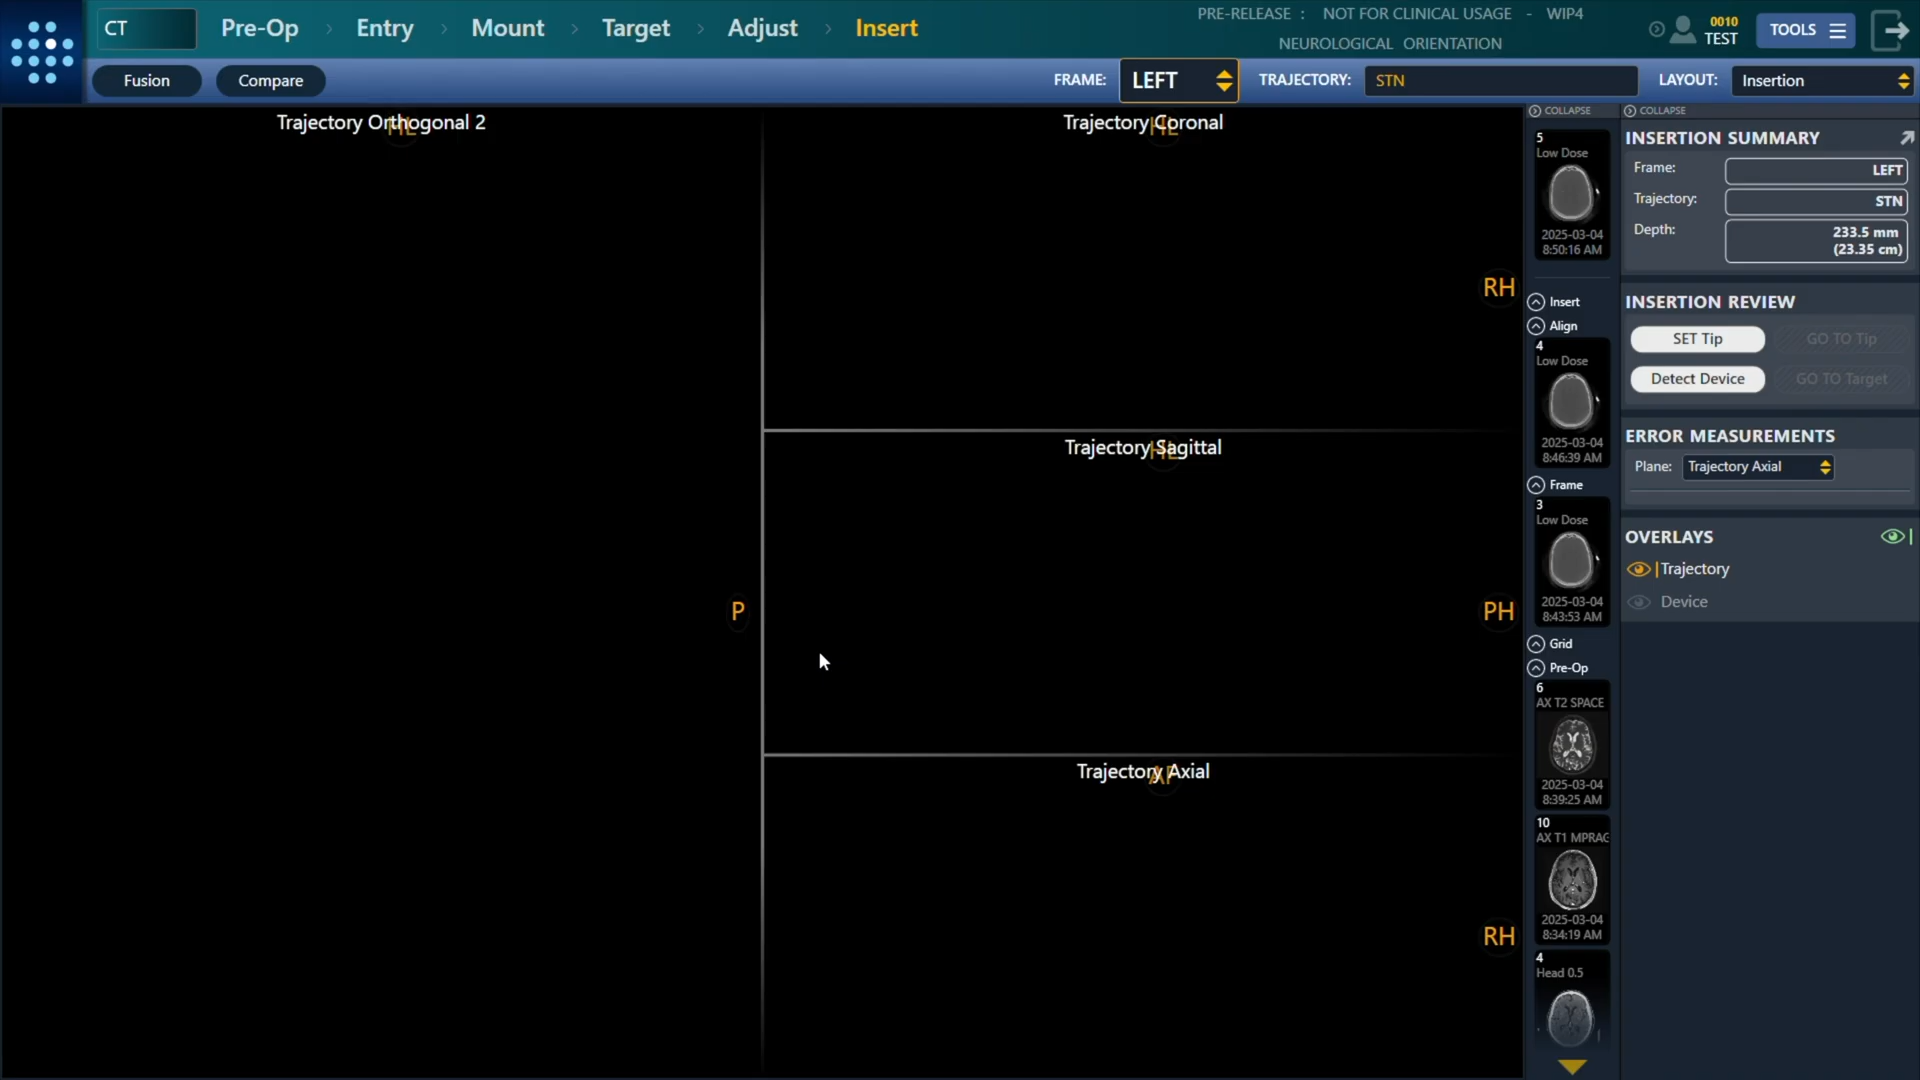 CT
Pre-Op
Entry
Mount
Target
Adjust
Insert
PRE-RELEASE : NOT FOR CLINICAL USAGE - WIP4
NEUROLOGICAL ORIENTATION
0010
TEST
TOOLS
Fusion
Compare
FRAME:
LEFT
TRAJECTORY:
STN
LAYOUT:
Insertion
Trajectory Orthogonal 2
P
Trajectory Coronal
RH
Trajectory Sagittal
PH
Trajectory Axial
RH
COLLAPSE
5
Low Dose
2025-03-04
8:50:16 AM
Insert
Align
4
Low Dose
2025-03-04
8:46:39 AM
Frame
3
Low Dose
2025-03-04
8:43:53 AM
Grid
Pre-Op
6
AX T2 SPACE
2025-03-04
8:39:25 AM
10
AX T1 MPRAG
2025-03-04
8:34:19 AM
4
Head 0.5
COLLAPSE
INSERTION SUMMARY
Frame:
LEFT
Trajectory:
STN
Depth:
233.5 mm
(23.35 cm)
INSERTION REVIEW
SET Tip
GO TO Tip
Detect Device
GO TO Target
ERROR MEASUREMENTS
Plane:
Trajectory Axial
OVERLAYS
Trajectory
Device